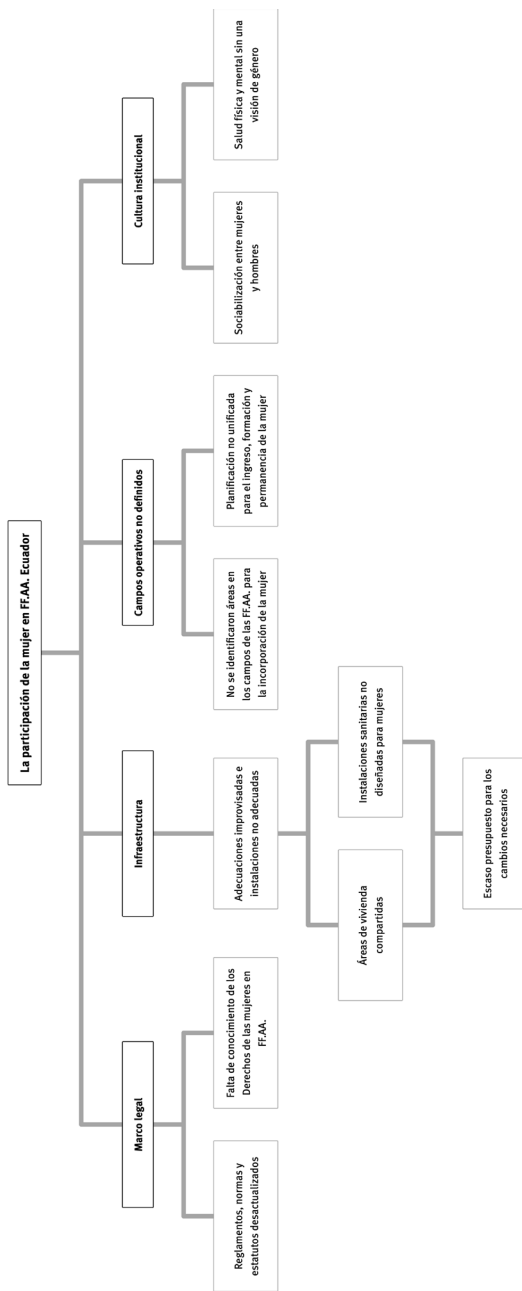 La participación de la mujer en FF.AA. Ecuador
Marco legal
Infraestructura
Campos operativos no definidos
Cultura institucional
Reglamentos, normas y
estatutos desactualizados
Falta de conocimiento de los
Derechos de las mujeres en
FF.AA.
Adecuaciones improvisadas e
instalaciones no adecuadas
No se identificaron áreas en
los campos de las FF.AA. para
la incorporación de la mujer
Planificación no unificada
para el ingreso, formación y
permanencia de la mujer
Sociabilización entre mujeres
y hombres
Salud física y mental sin una
visión de género
Áreas de vivienda
compartidas
Instalaciones sanitarias no
diseñadas para mujeres
Escaso presupuesto para los
cambios necesarios